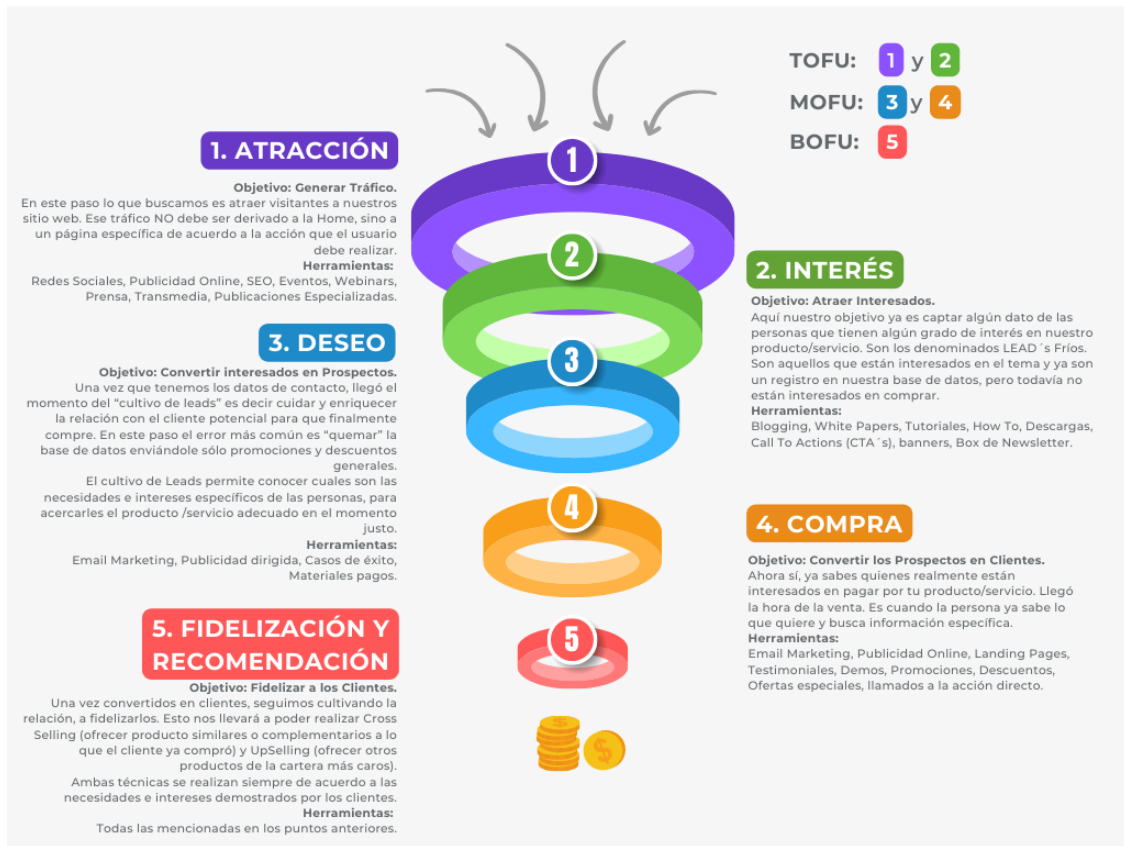 TOFU: 1 y 2
MOFU: 3 y 4
BOFU: 5
1. ATRACCIÓN
Objetivo: Generar Tráfico.
En este paso lo que buscamos es atraer visitantes a nuestros
sitio web. Ese tráfico NO debe ser derivado a la Home, sino a
un página específica de acuerdo a la acción que el usuario
debe realizar.
Herramientas:
Redes Sociales, Publicidad Online, SEO, Eventos, Webinars,
Prensa, Transmedia, Publicaciones Especializadas.
1
2
3
4
5
2. INTERÉS
Objetivo: Atraer Interesados.
Aquí nuestro objetivo ya es captar algún dato de las
personas que tienen algún grado de interés en nuestro
producto/servicio. Son los denominados LEAD´s Fríos.
Son aquellos que están interesados en el tema y ya son
un registro en nuestra base de datos, pero todavía no
están interesados en comprar.
Herramientas:
Blogging, White Papers, Tutoriales, How To, Descargas,
Call To Actions (CTA´s), banners, Box de Newsletter.
3. DESEO
Objetivo: Convertir interesados en Prospectos.
Una vez que tenemos los datos de contacto, llegó el
momento del “cultivo de leads” es decir cuidar y enriquecer
la relación con el cliente potencial para que finalmente
compre. En este paso el error más común es “quemar” la
base de datos enviándole sólo promociones y descuentos
generales.
El cultivo de Leads permite conocer cuales son las
necesidades e intereses específicos de las personas, para
acercarles el producto /servicio adecuado en el momento
justo.
Herramientas:
Email Marketing, Publicidad dirigida, Casos de éxito,
Materiales pagos.
4. COMPRA
Objetivo: Convertir los Prospectos en Clientes.
Ahora sí, ya sabes quienes realmente están
interesados en pagar por tu producto/servicio. Llegó
la hora de la venta. Es cuando la persona ya sabe lo
que quiere y busca información específica.
Herramientas:
Email Marketing, Publicidad Online, Landing Pages,
Testimoniales, Demos, Promociones, Descuentos,
Ofertas especiales, llamados a la acción directo.
5. FIDELIZACIÓN Y
RECOMENDACIÓN
Objetivo: Fidelizar a los Clientes.
Una vez convertidos en clientes, seguimos cultivando la
relación, a fidelizarlos. Esto nos llevará a poder realizar Cross
Selling (ofrecer producto similares o complementarios a lo
que el cliente ya compró) y UpSelling (ofrecer otros
productos de la cartera más caros).
Ambas técnicas se realizan siempre de acuerdo a las
necesidades e intereses demostrados por los clientes.
Herramientas:
Todas las mencionadas en los puntos anteriores.
$
$